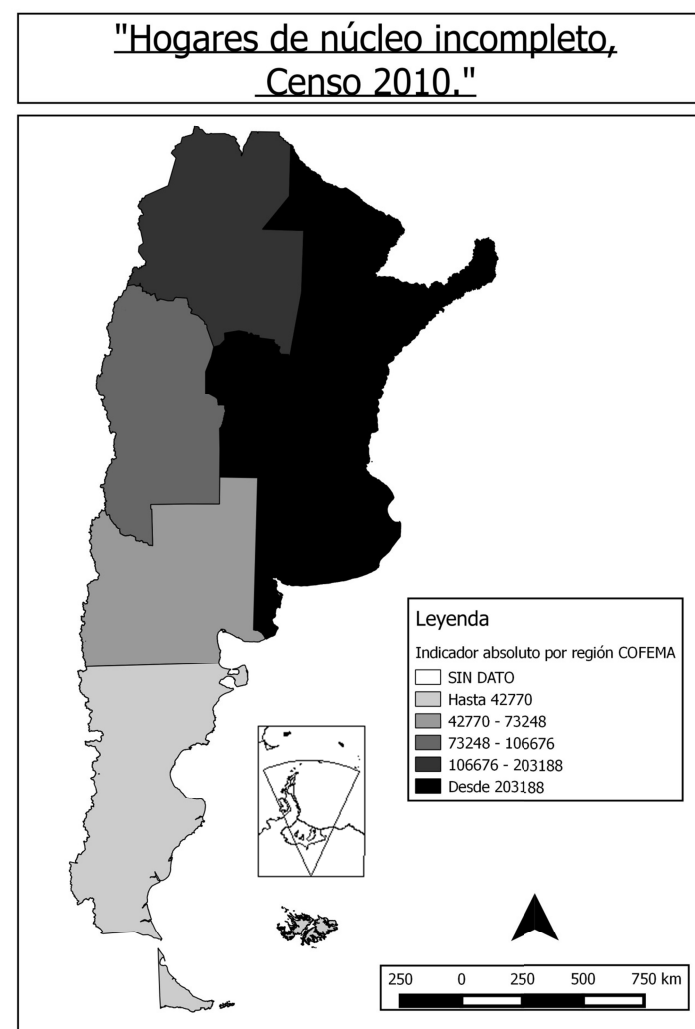 "Hogares de núcleo incompleto,
Censo 2010."
Leyenda
Indicador absoluto por región COFEMA
SIN DATO
Hasta 42770
42770 - 73248
73248 - 106676
106676 - 203188
Desde 203188
250 0 250 500 750 km